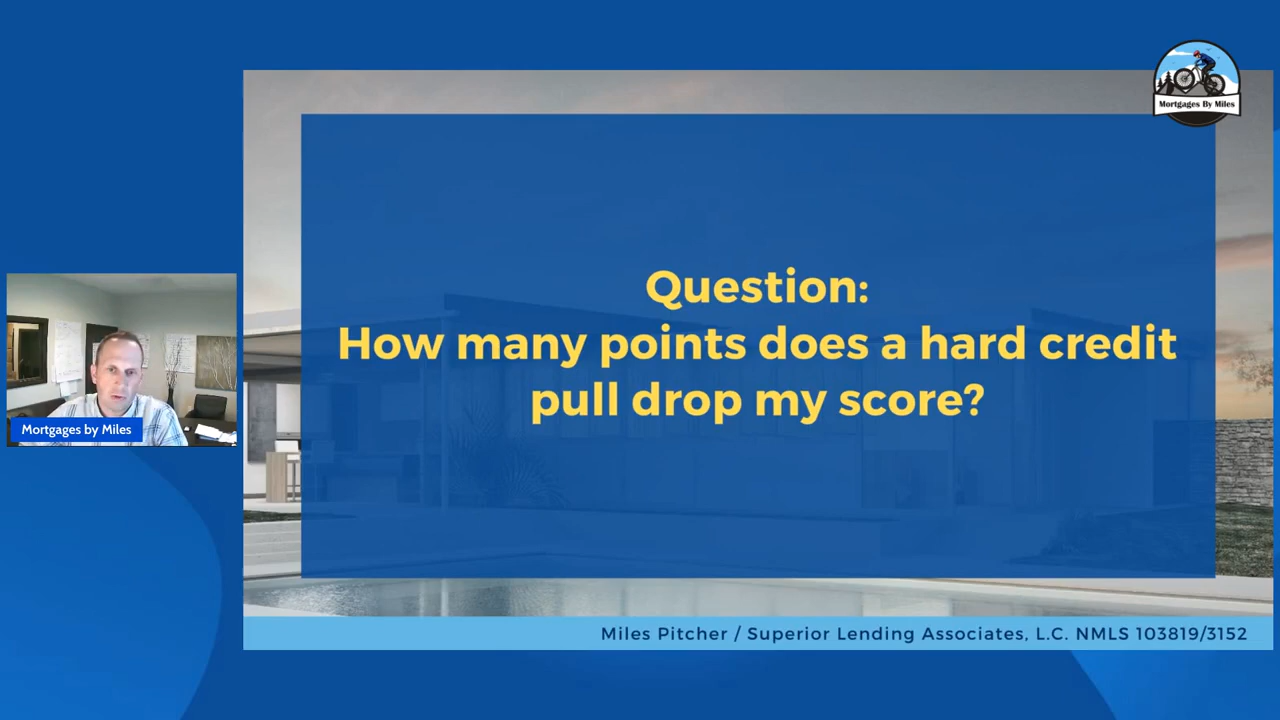 Mortgages By Miles
Question:
How many points does a hard credit
pull drop my score?
Mortgages by Miles
Miles Pitcher / Superior Lending Associates, L.C. NMLS 103819/3152